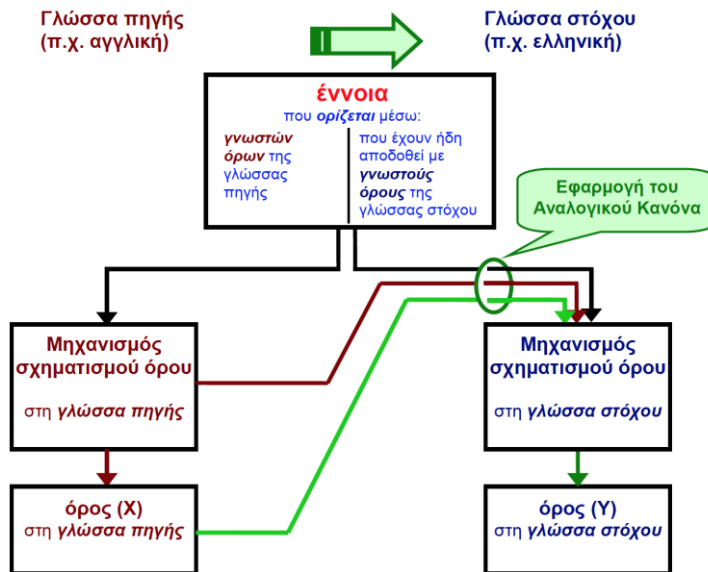 Γλώσσα πηγής
(π.χ. αγγλική)
Γλώσσα στόχου
(π.χ. ελληνική)
έννοια
που ορίζεται μέσω:
γνωστών
όρων της
γλώσσας
πηγής
που έχουν ήδη
αποδοθεί με
γνωστούς
όρους της
γλώσσας στόχου
Εφαρμογή του
Αναλογικού Κανόνα
Μηχανισμός
σχηματισμού όρου
στη γλώσσα πηγής
Μηχανισμός
σχηματισμού όρου
στη γλώσσα στόχου
όρος (Χ)
στη γλώσσα πηγής
όρος (Υ)
στη γλώσσα στόχου